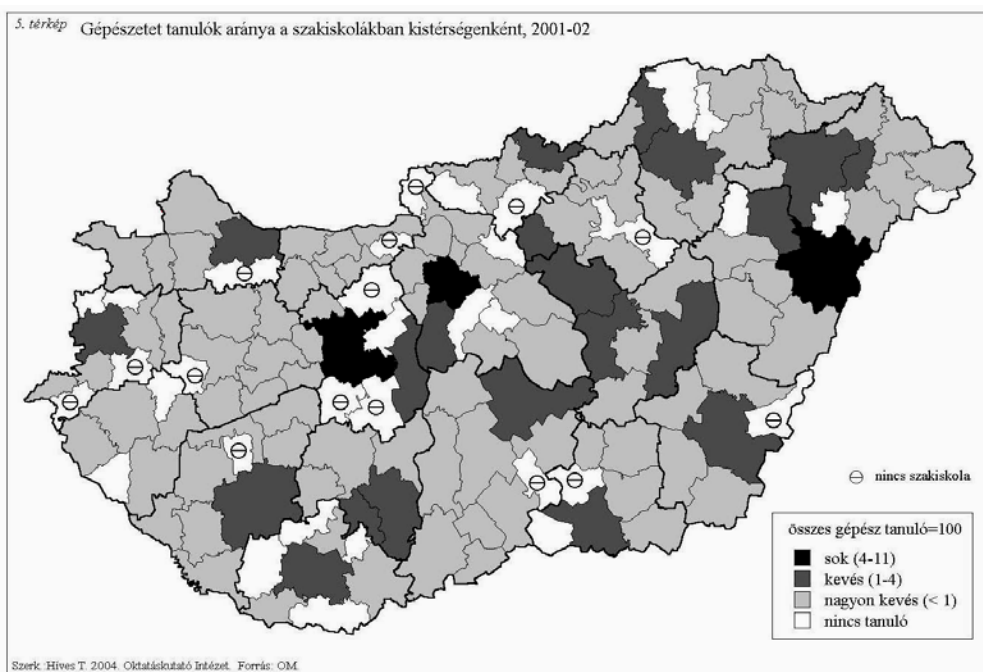 5. térkép Gépészetet tanulók aránya a szakiskolákban kistérségenként, 2001-02
nincs szakiskola
összes gépész tanuló=100
sok (4-11)
kevés (1-4)
nagyon kevés (< 1)
nincs tanuló
Szerk.:Híves T. 2004. Oktatáskutató Intézet. Forrás: OM.